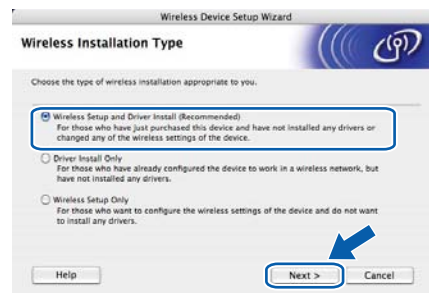 Wireless Device Setup Wizard
Wireless Installation Type
Choose the type of wireless installation appropriate to you.
Wireless Setup and Driver Install (Recommended)
For those who have just purchased this device and have not installed any drivers or
changed any of the wireless settings of the device.
Driver Install Only
For those who have already configured the device to work in a wireless network, but
have not installed any drivers.
Wireless Setup Only
For those who want to configure the wireless settings of the device and do not want
to install any drivers.
Help
Next >
Cancel